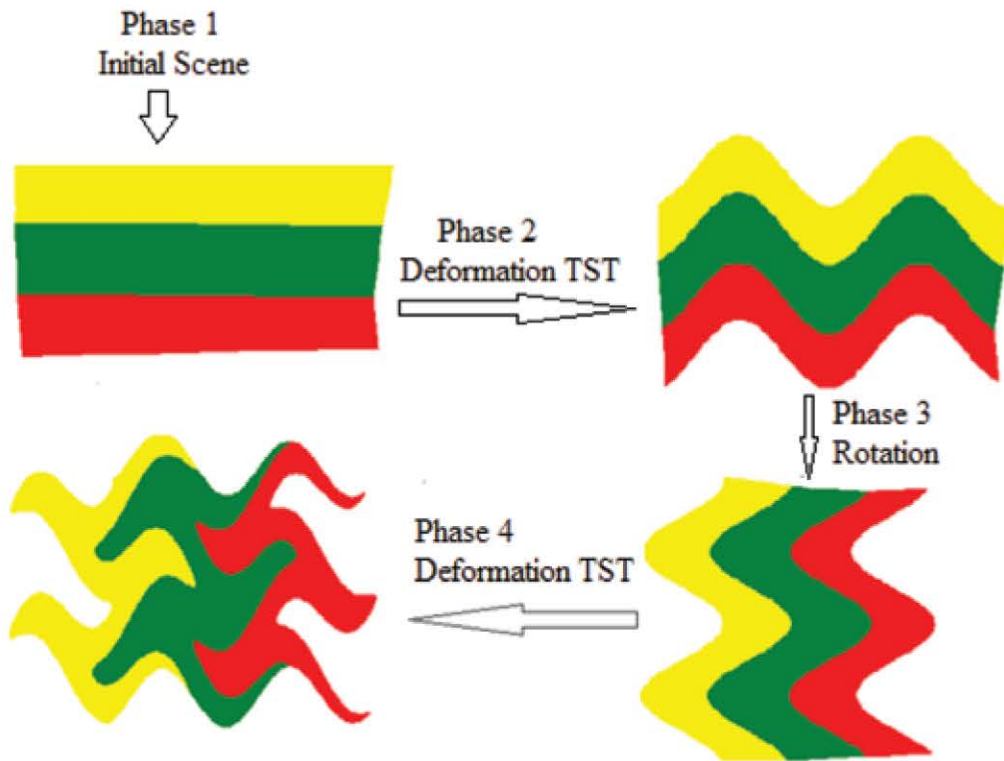 Phase 1
Initial Scene
Phase 2
Deformation TST
Phase 3
Rotation
Phase 4
Deformation TST